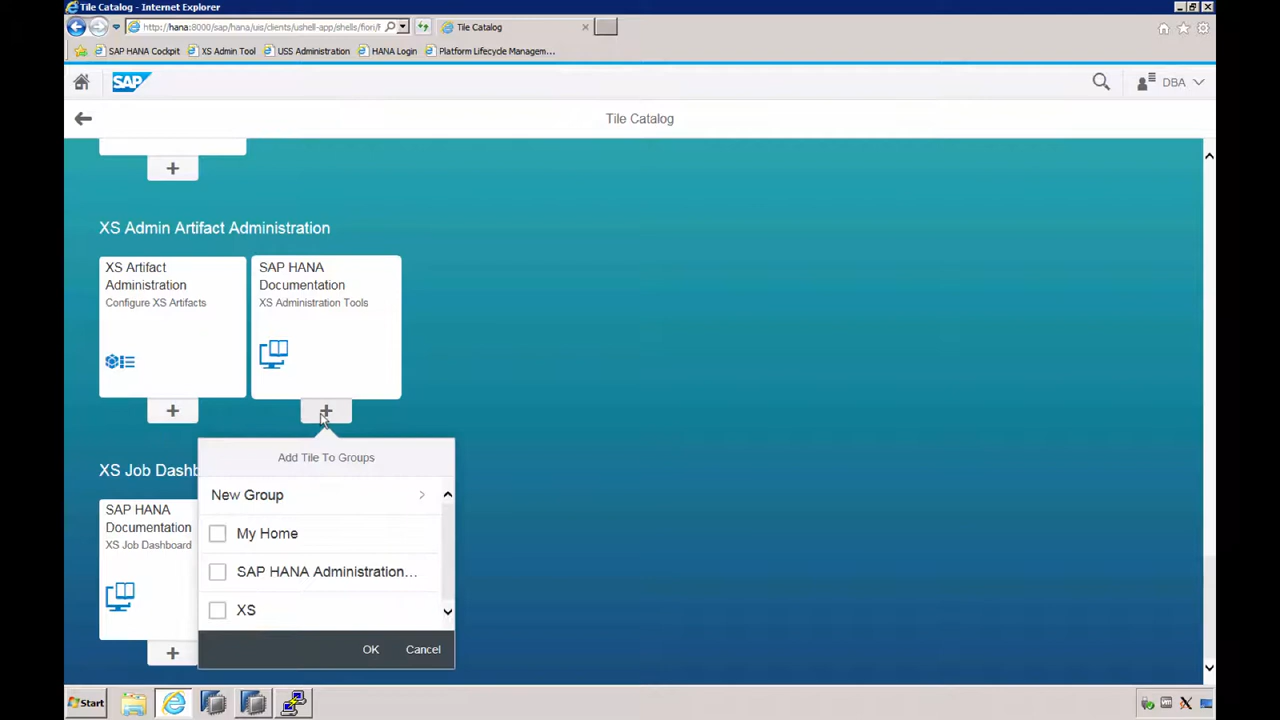 Tile Catalog - Internet Explorer
http://hana:8000/sap/hana/uis/clients/ushell-app/shells/fiori/F
Tile Catalog
SAP HANA Cockpit
XS Admin Tool
USS Administration
HANA Login
Platform Lifecycle Managem...
SAP
DBA
Tile Catalog
XS Admin Artifact Administration
XS Artifact
Administration
Configure XS Artifacts
SAP HANA
Documentation
XS Administration Tools
Add Tile To Groups
New Group
My Home
SAP HANA Administration...
XS
OK Cancel
XS Job Dashb
SAP HANA
Documentation
XS Job Dashboard
Start